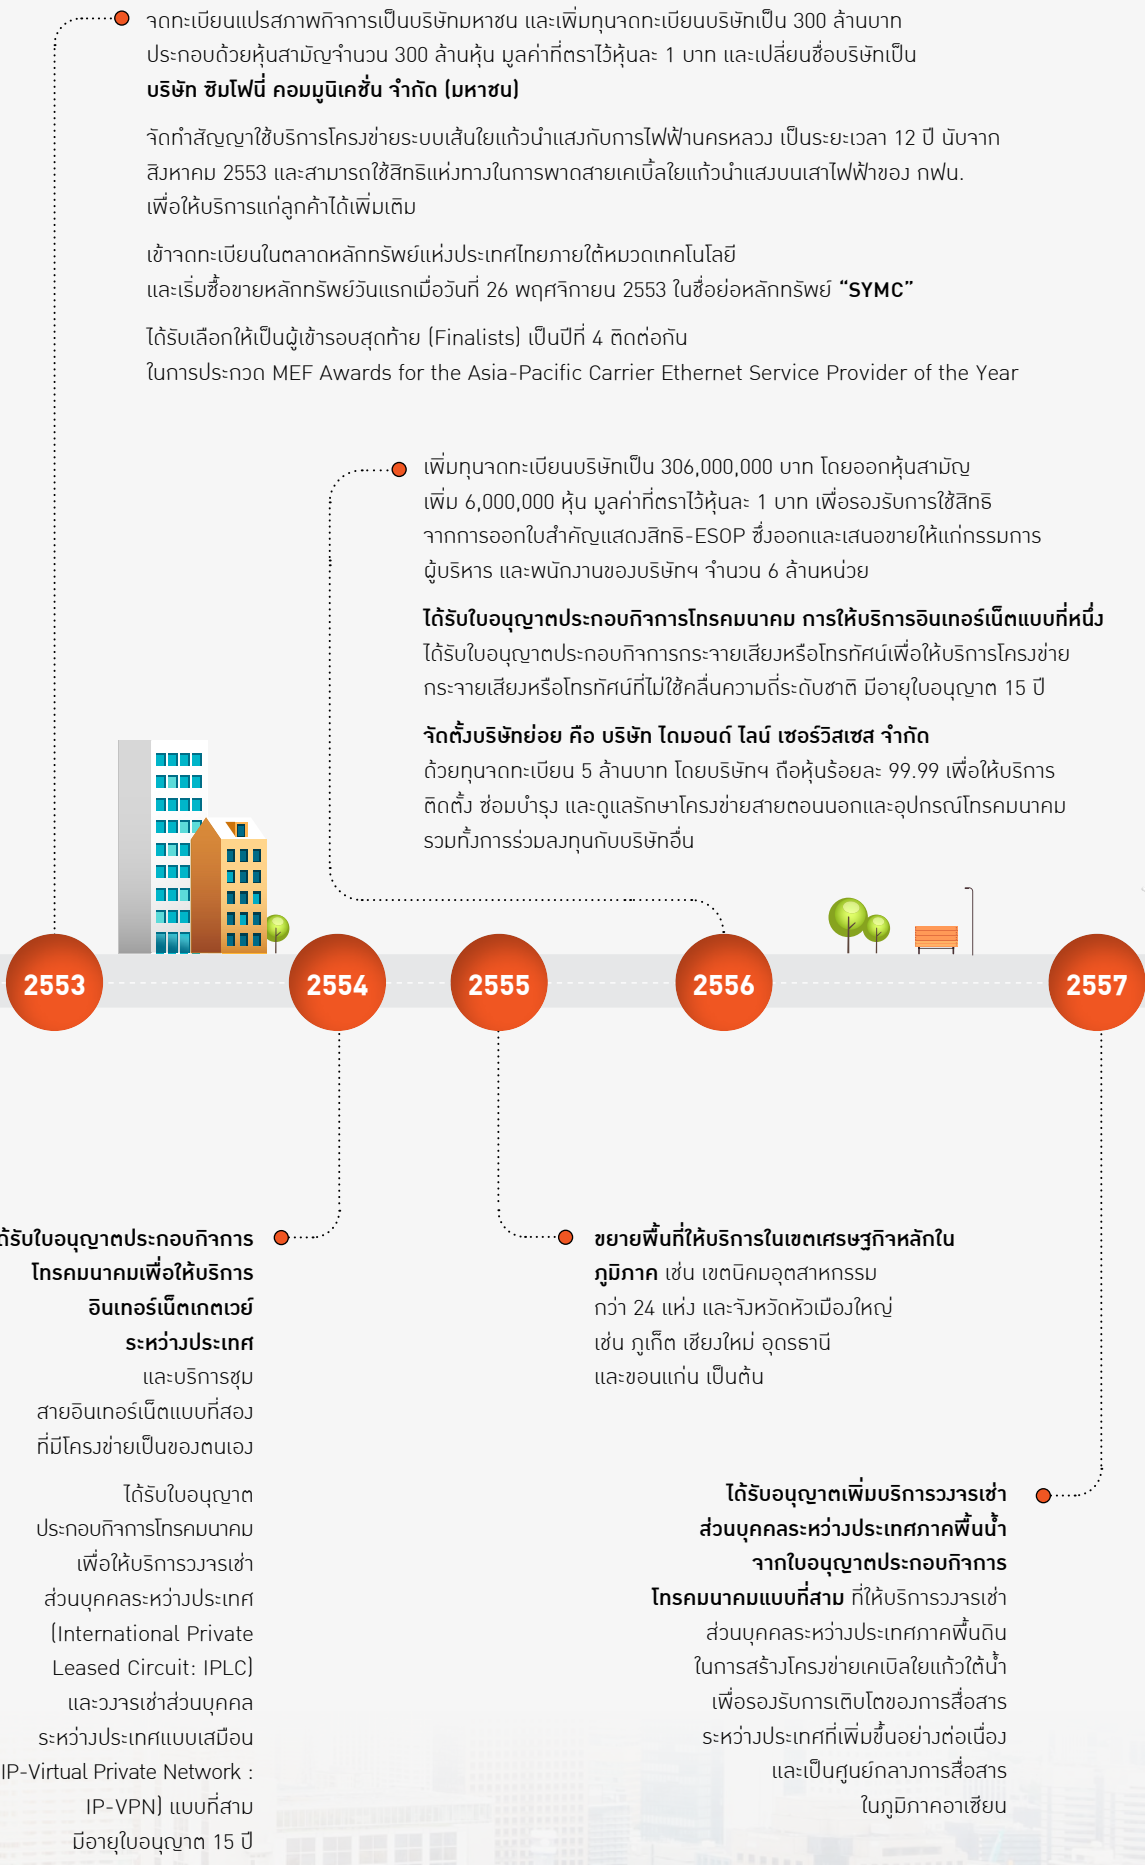 จดทะเบียนแปรสภาพกิจการเป็นบริษัทมหาชน และเพิ่มทุนจดทะเบียนบริษัทเป็น 300 ล้านบาท
ประกอบด้วยหุ้นสามัญจำนวน 300 ล้านหุ้น มูลค่าที่ตราไว้หุ้นละ 1 บาท และเปลี่ยนชื่อบริษัทเป็น
บริษัท ซิมโฟนี่ คอมมูนิเคชั่น จำกัด (มหาชน)
จัดทำสัญญาใช้บริการโครงข่ายระบบเส้นใยแก้วนำแสงกับการไฟฟ้านครหลวง เป็นระยะเวลา 12 ปี นับจาก
สิงหาคม 2553 และสามารถใช้สิทธิแห่งทางในการพาดสายเคเบิ้ลใยแก้วนำแสงบนเสาไฟฟ้าของ กฟน.
เพื่อให้บริการแก่ลูกค้าได้เพิ่มเติม
เข้าจดทะเบียนในตลาดหลักทรัพย์แห่งประเทศไทยภายใต้หมวดเทคโนโลยี
และเริ่มซื้อขายหลักทรัพย์วันแรกเมื่อวันที่ 26 พฤศจิกายน 2553 ในชื่อย่อหลักทรัพย์ “SYMC”
ได้รับเลือกให้เป็นผู้เข้ารอบสุดท้าย (Finalists) เป็นปีที่ 4 ติดต่อกัน
ในการประกวด MEF Awards for the Asia-Pacific Carrier Ethernet Service Provider of the Year
เพิ่มทุนจดทะเบียนบริษัทเป็น 306,000,000 บาท โดยออกหุ้นสามัญ
เพิ่ม 6,000,000 หุ้น มูลค่าที่ตราไว้หุ้นละ 1 บาท เพื่อรองรับการใช้สิทธิ
จากการออกใบสำคัญแสดงสิทธิ-ESOP ซึ่งออกและเสนอขายให้แก่กรรมการ
ผู้บริหาร และพนักงานของบริษัทฯ จำนวน 6 ล้านหน่วย
ได้รับใบอนุญาตประกอบกิจการโทรคมนาคม การให้บริการอินเทอร์เน็ตแบบที่หนึ่ง
ได้รับใบอนุญาตประกอบกิจการกระจายเสียงหรือโทรทัศน์เพื่อให้บริการโครงข่าย
กระจายเสียงหรือโทรทัศน์ที่ไม่ใช้คลื่นความถี่ระดับชาติ มีอายุใบอนุญาต 15 ปี
จัดตั้งบริษัทย่อย คือ บริษัท ไดมอนด์ ไลน์ เซอร์วิสเซส จำกัด
ด้วยทุนจดทะเบียน 5 ล้านบาท โดยบริษัทฯ ถือหุ้นร้อยละ 99.99 เพื่อให้บริการ
ติดตั้ง ซ่อมบำรุง และดูแลรักษาโครงข่ายสายตอนนอกและอุปกรณ์โทรคมนาคม
รวมทั้งการร่วมลงทุนกับบริษัทอื่น
2553 2554 2555 2556 2557
ได้รับใบอนุญาตประกอบกิจการ
โทรคมนาคมเพื่อให้บริการ
อินเทอร์เน็ตเกตเวย์
ระหว่างประเทศ
และบริการชุม
สายอินเทอร์เน็ตแบบที่สอง
ที่มีโครงข่ายเป็นของตนเอง
ได้รับใบอนุญาต
ประกอบกิจการโทรคมนาคม
เพื่อให้บริการวงจรเช่า
ส่วนบุคคลระหว่างประเทศ
(International Private
Leased Circuit: IPLC)
และวงจรเช่าส่วนบุคคล
ระหว่างประเทศแบบเสมือน
IP-Virtual Private Network :
IP-VPN) แบบที่สาม
มีอายุใบอนุญาต 15 ปี
ขยายพื้นที่ให้บริการในเขตเศรษฐกิจหลักใน
ภูมิภาค เช่น เขตนิคมอุตสาหกรรม
กว่า 24 แห่ง และจังหวัดหัวเมืองใหญ่
เช่น ภูเก็ต เชียงใหม่ อุดรธานี
และขอนแก่น เป็นต้น
ได้รับอนุญาตเพิ่มบริการวงจรเช่า
ส่วนบุคคลระหว่างประเทศภาคพื้นน้ำ
จากใบอนุญาตประกอบกิจการ
โทรคมนาคมแบบที่สาม ที่ให้บริการวงจรเช่า
ส่วนบุคคลระหว่างประเทศภาคพื้นดิน
ในการสร้างโครงข่ายเคเบิลใยแก้วใต้น้ำ
เพื่อรองรับการเติบโตของการสื่อสาร
ระหว่างประเทศที่เพิ่มขึ้นอย่างต่อเนื่อง
และเป็นศูนย์กลางการสื่อสาร
ในภูมิภาคอาเซียน